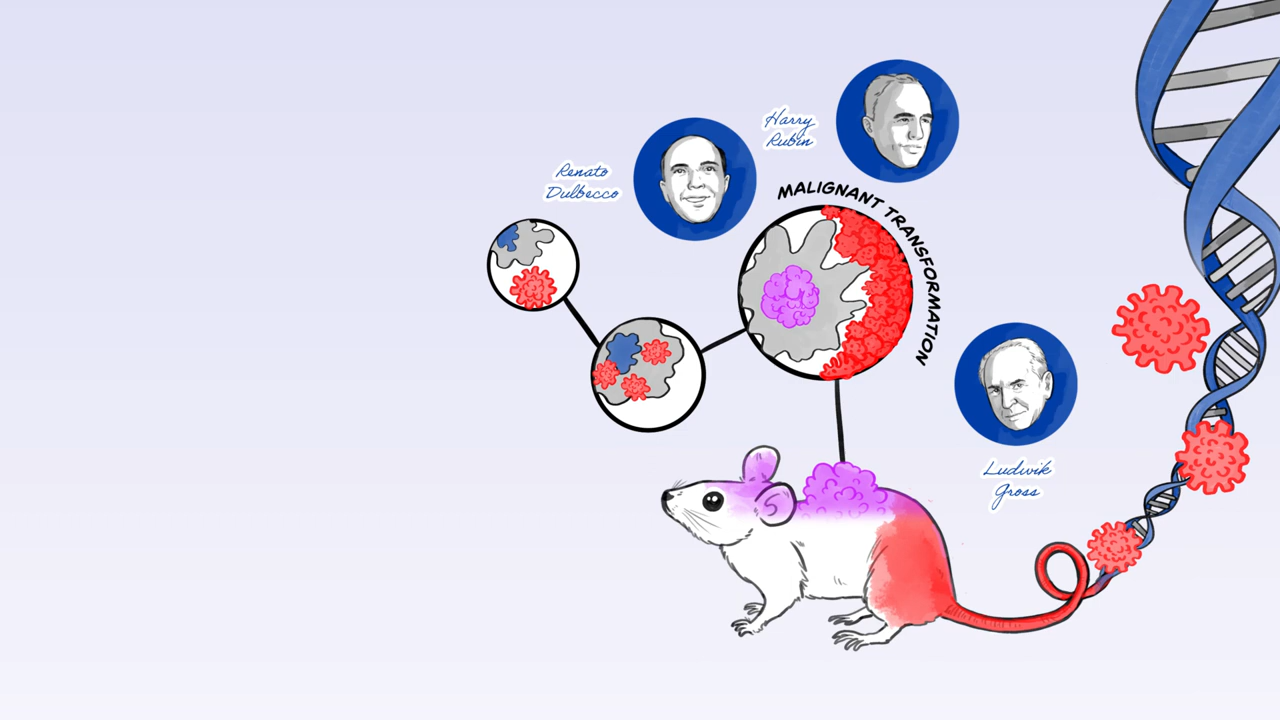 Harry
Rubin
Renato
Dulbecco
MALIGNANT TRANSFORMATION
Ludwik
Gross